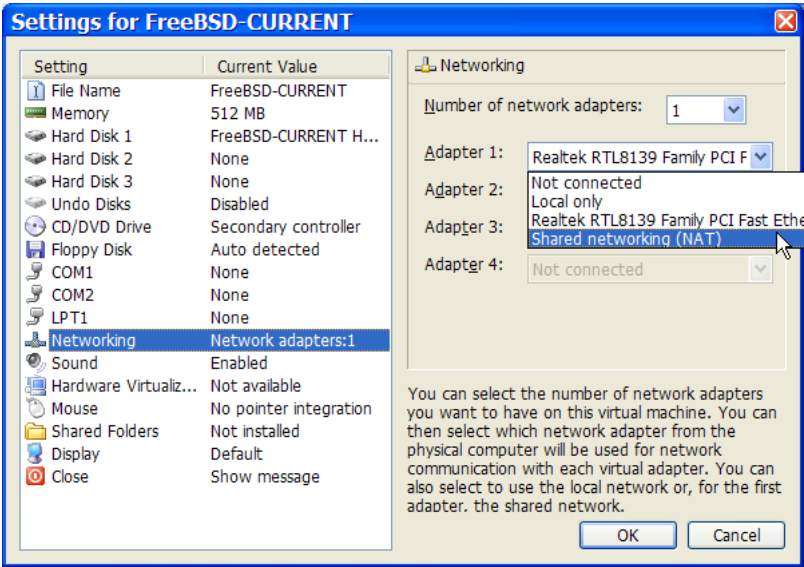 Settings for FreeBSD-CURRENT
Setting Current Value
File Name FreeBSD-CURRENT
Memory 512 MB
Hard Disk 1 FreeBSD-CURRENT H...
Hard Disk 2 None
Hard Disk 3 None
Undo Disks Disabled
CD/DVD Drive Secondary controller
Floppy Disk Auto detected
COM1 None
COM2 None
LPT1 None
Networking Network adapters:1
Sound Enabled
Hardware Virtualiz... Not available
Mouse No pointer integration
Shared Folders Not installed
Display Default
Close Show message
Networking
Number of network adapters: 1
Adapter 1: Realtek RTL8139 Family PCI F
Not connected
Local only
Realtek RTL8139 Family PCI Fast Ethe
Shared networking (NAT)
Adapter 2:
Adapter 3:
Adapter 4: Not connected
You can select the number of network adapters
you want to have on this virtual machine. You can
then select which network adapter from the
physical computer will be used for network
communication with each virtual adapter. You can
also select to use the local network or, for the first
adapter, the shared network.
OK Cancel